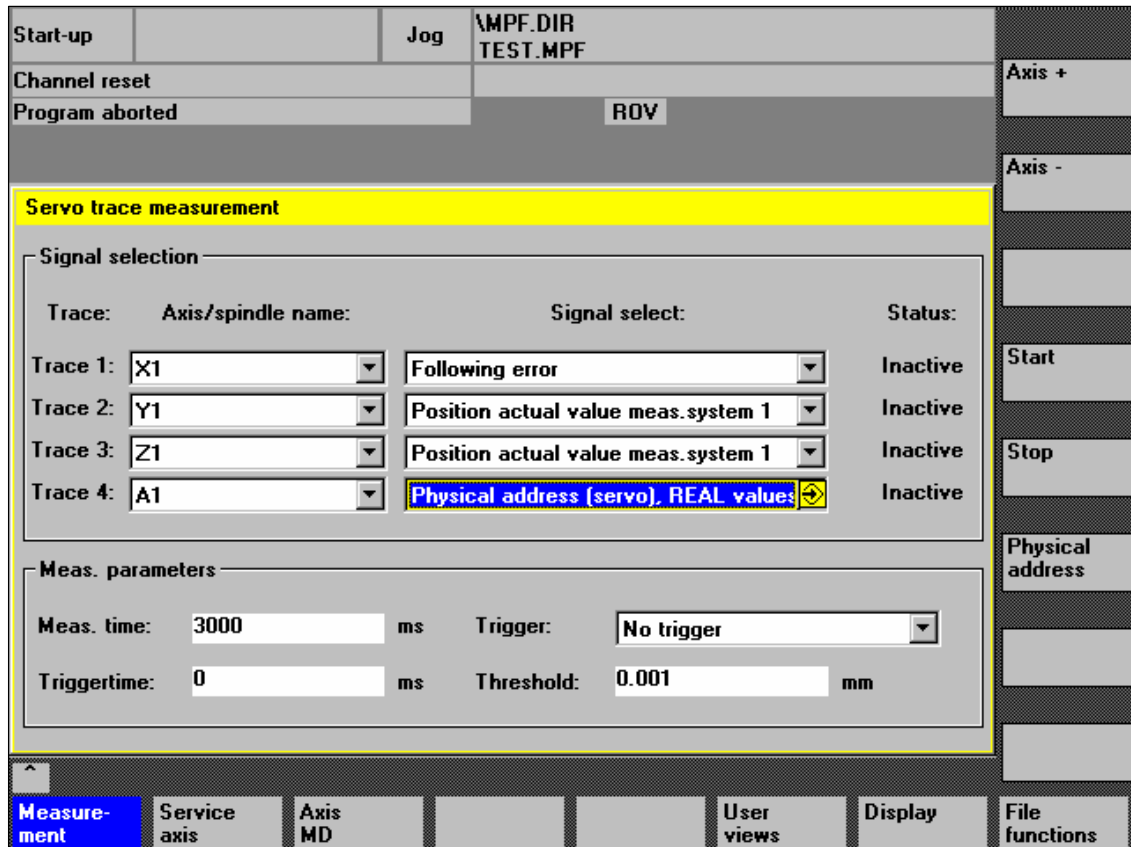 Start-up
Jog
\MPF.DIR
TEST.MPF
Channel reset
Program aborted
ROV
Servo trace measurement
Signal selection
Trace: Axis/spindle name: Signal select: Status:
Trace 1: X1 Following error Inactive
Trace 2: Y1 Position actual value meas.system 1 Inactive
Trace 3: Z1 Position actual value meas.system 1 Inactive
Trace 4: A1 Physical address (servo), REAL values Inactive
Meas. parameters
Meas. time: 3000 ms Trigger: No trigger
Triggertime: 0 ms Threshold: 0.001 mm
Axis +
Axis -
Start
Stop
Physical
address
^
Measure-
ment
Service
axis
Axis
MD
User
views
Display
File
functions